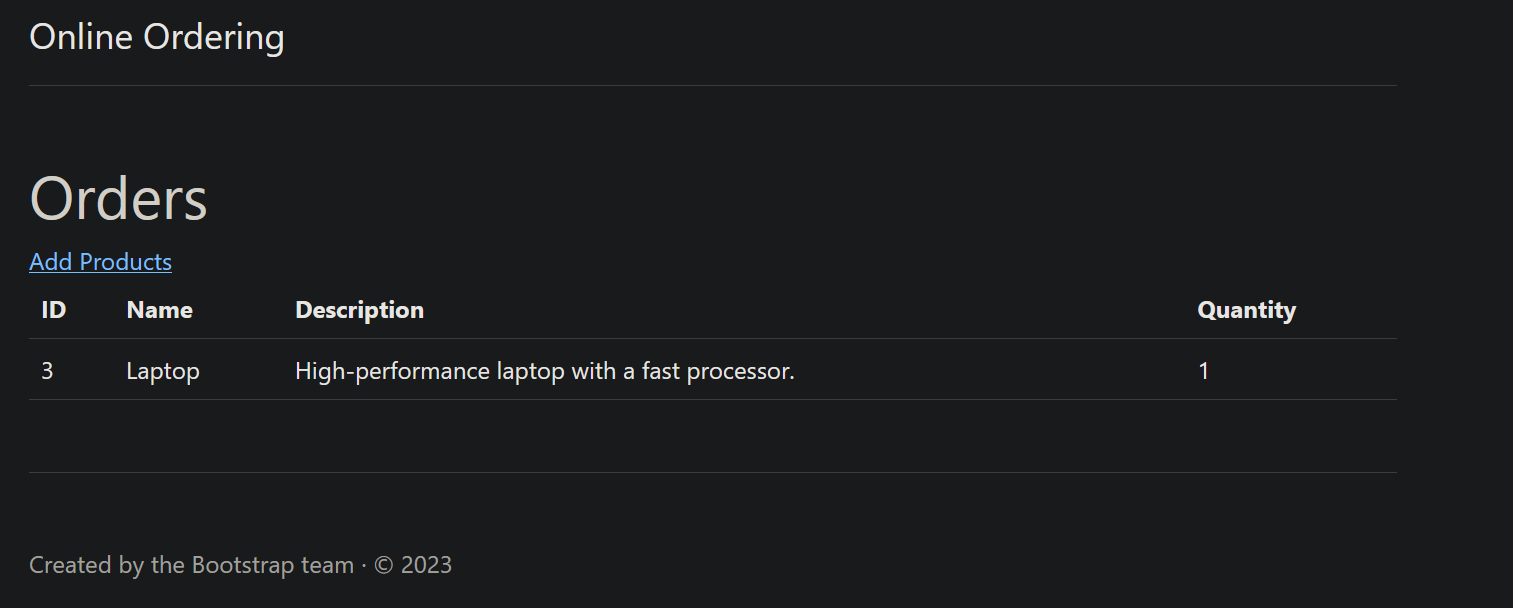 Online Ordering
Orders
Add Products
ID Name Description Quantity
3 Laptop High-performance laptop with a fast processor. 1
Created by the Bootstrap team · © 2023